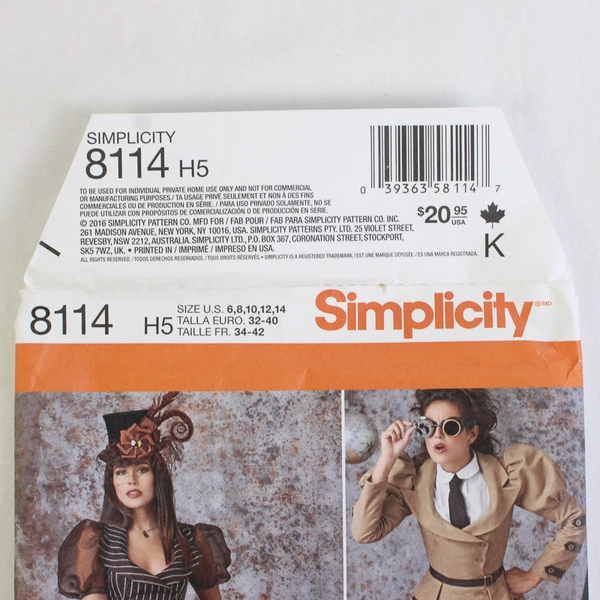 SIMPLICITY
8114 H5
TO BE USED FOR INDIVIDUAL PRIVATE HOME USE ONLY AND NOT FOR COMMERCIAL
OR MANUFACTURING PURPOSES./ TA USAGE PRIVÉ SEULEMENT ET NON À DES FINS
COMMERCIALES OU DE PRODUCTION EN SÉRIE. / PARA USO PRIVADO SOLAMENTE, NO SE
PUEDE UTILIZAR CON PROPÓSITOS DE COMERCIALIZACIÓN O DE PRODUCCIÓN EN SERIE.
© 2016 SIMPLICITY PATTERN CO. MFD FOR / FAB POUR / FAB PARA SIMPLICITY PATTERN CO. INC.
261 MADISON AVENUE, NEW YORK, NY 10016, USA. SIMPLICITY PATTERNS PTY. LTD. 25 VIOLET STREET,
REVESBY, NSW 2212, AUSTRALIA. SIMPLICITY LTD., P.O. BOX 367, CORONATION STREET, STOCKPORT,
SK5 7WZ, UK. • PRINTED IN / IMPRIMÉ / IMPRESO EN USA.
ALL RIGHTS RESERVED. / TODOS DERECHOS RESERVADOS. / TOUS DROITS RÉSERVÉS. • SIMPLICITY IS A REGISTERED TRADEMARK. / EST UNE MARQUE DÉPOSÉE. / ES UNA MARCA REGISTRADA.
0 39363 58114 7
$20.95 USA
K
8114 H5
SIZE U.S. 6,8,10,12,14
TALLA EURO. 32-40
TAILLE FR. 34-42
Simplicity ® MD